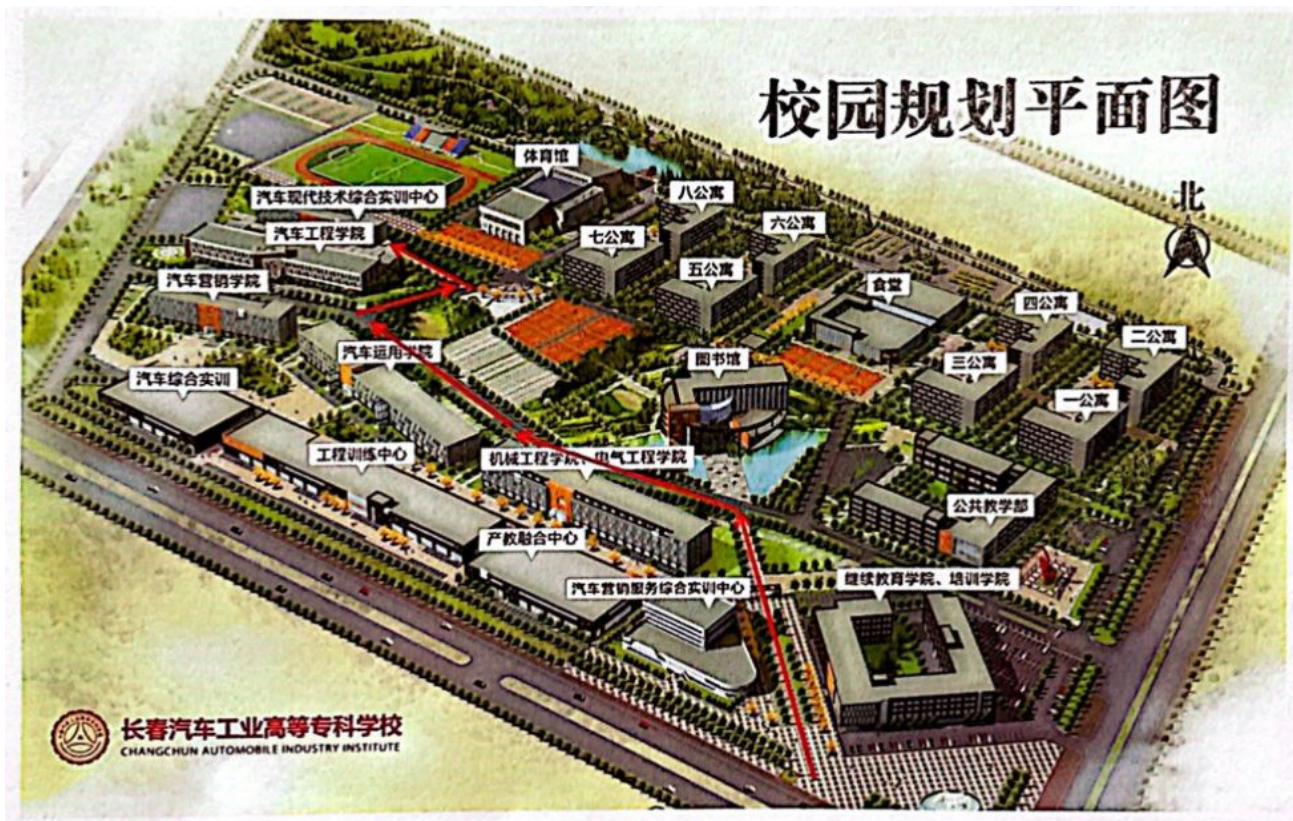 校园规划平面图
北
体育馆
八公寓
汽车现代技术综合实训中心
六公寓
汽车工程学院
七公寓
五公寓
汽车营销学院
食堂
四公寓
二公寓
汽车运用学院
图书馆
三公寓
汽车综合实训
一公寓
工程训练中心
机械工程学院、电气工程学院
公共教学部
产教融合中心
继续教育学院、培训学院
汽车营销服务综合实训中心
长春汽车工业高等专科学校
CHANGCHUN AUTOMOBILE INDUSTRY INSTITUTE